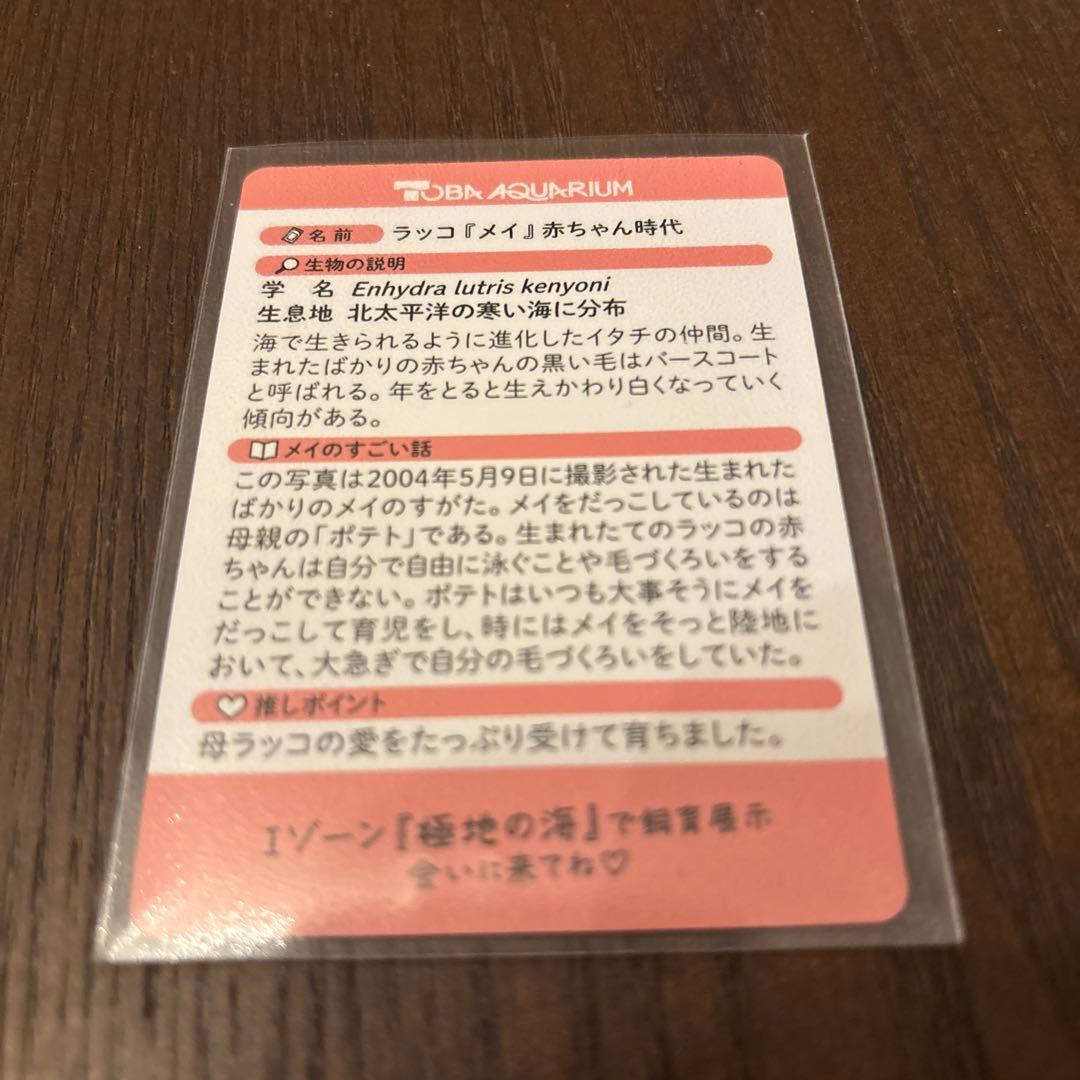 TOBA AQUARIUM
名前 ラッコ『メイ』赤ちゃん時代
生物の説明
学 名 Enhydra lutris kenyoni
生息地 北太平洋の寒い海に分布
海で生きられるように進化したイタチの仲間。生
まれたばかりの赤ちゃんの黒い毛はバースコート
と呼ばれる。年をとると生えかわり白くなっていく
傾向がある。
メイのすごい話
この写真は2004年5月9日に撮影された生まれた
ばかりのメイのすがた。メイをだっこしているのは
母親の「ポテト」である。生まれたてのラッコの赤
ちゃんは自分で自由に泳ぐことや毛づくろいをする
ことができない。ポテトはいつも大事そうにメイを
だっこして育児をし、時にはメイをそっと陸地に
おいて、大急ぎで自分の毛づくろいをしていた。
推しポイント
母ラッコの愛をたっぷり受けて育ちました。
Iゾーン『極地の海』で飼育展示
会いに来てね♡